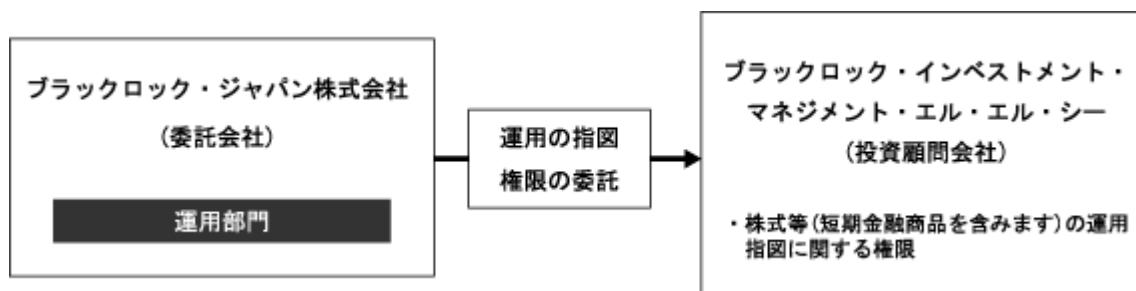 ブラックロック・ジャパン株式会社
(委託会社)
運用部門
運用の指図
権限の委託
ブラックロック・インベストメント・
マネジメント・エル・エル・シー
(投資顧問会社)
・株式等(短期金融商品を含みます)の運用
指図に関する権限